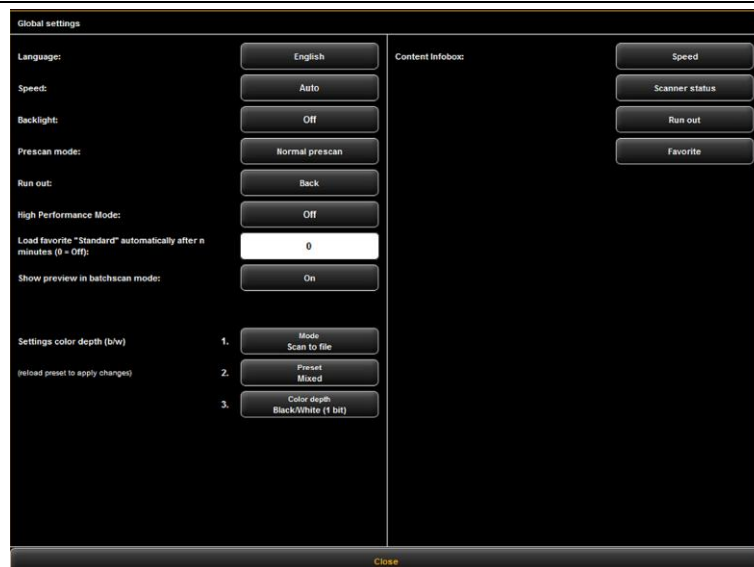 Global settings
Language: English
Speed: Auto
Backlight: Off
Prescan mode: Normal prescan
Run out: Back
High Performance Mode: Off
Load favorite "Standard" automatically after n
minutes (0 = Off): 0
Show preview in batchscan mode: On
Settings color depth (b/w) 1. Mode
Scan to file
(reload preset to apply changes) 2. Preset
Mixed
3. Color depth
Black/White (1 bit)
Content Infobox: Speed
Scanner status
Run out
Favorite
Close